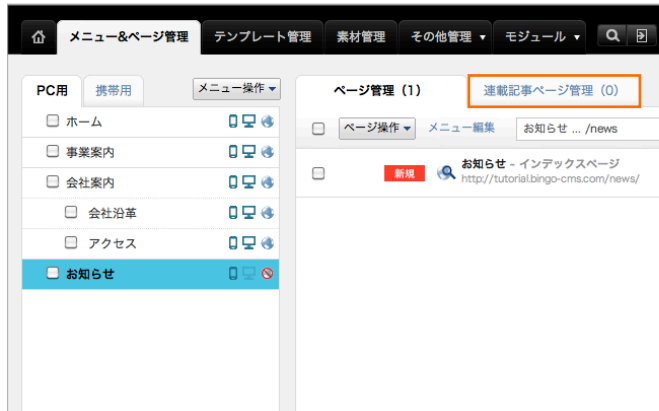 メニュー&ページ管理 テンプレート管理 素材管理 その他管理 ▼ モジュール ▼
PC用 携帯用 メニュー操作 ▼
ページ管理（1） 連載記事ページ管理（0）
ホーム
ページ操作 ▼ メニュー編集 お知らせ ... /news
事業案内
新規 お知らせ - インデックスページ
http://tutorial.bingo-cms.com/news/
会社案内
会社沿革
アクセス
お知らせ